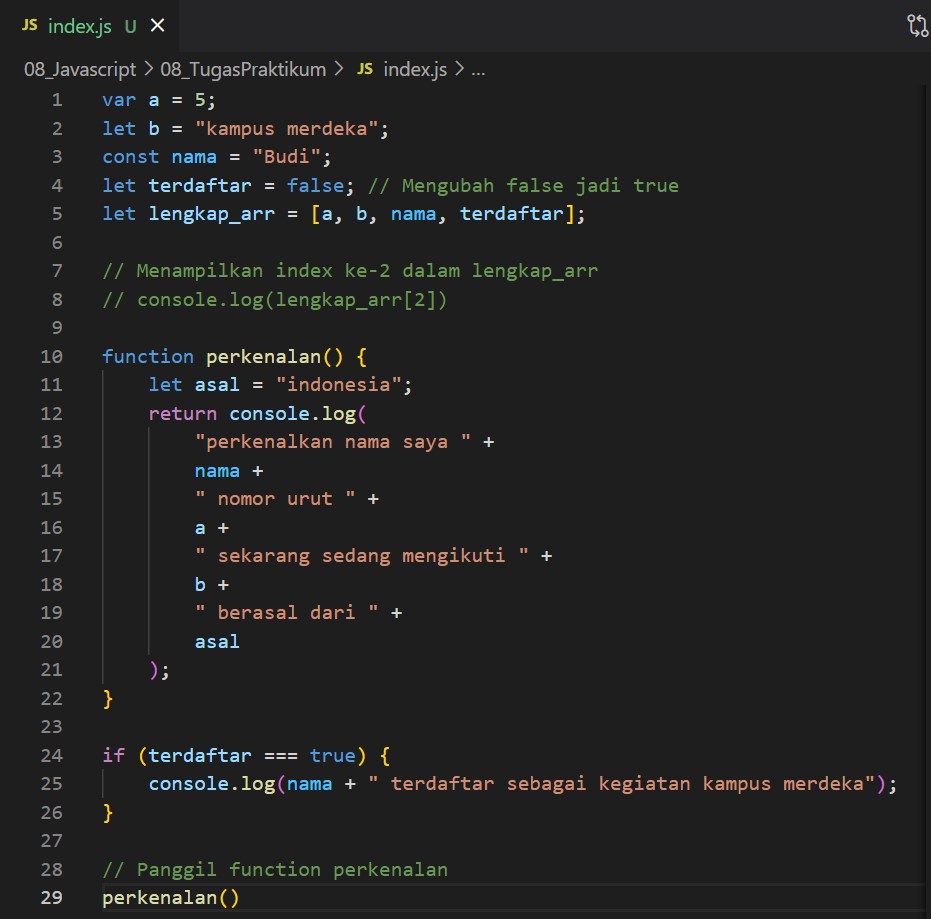 JS index.js U
08_Javascript > 08_TugasPraktikum > JS index.js > ...
1 var a = 5;
2 let b = "kampus merdeka";
3 const nama = "Budi";
4 let terdaftar = false; // Mengubah false jadi true
5 let lengkap_arr = [a, b, nama, terdaftar];
6
7 // Menampilkan index ke-2 dalam lengkap_arr
8 // console.log(lengkap_arr[2])
9
10 function perkenalan() {
11     let asal = "indonesia";
12     return console.log(
13         "perkenalkan nama saya " +
14         nama +
15         " nomor urut " +
16         a +
17         " sekarang sedang mengikuti " +
18         b +
19         " berasal dari " +
20         asal
21     );
22 }
23
24 if (terdaftar === true) {
25     console.log(nama + " terdaftar sebagai kegiatan kampus merdeka");
26 }
27
28 // Panggil function perkenalan
29 perkenalan()